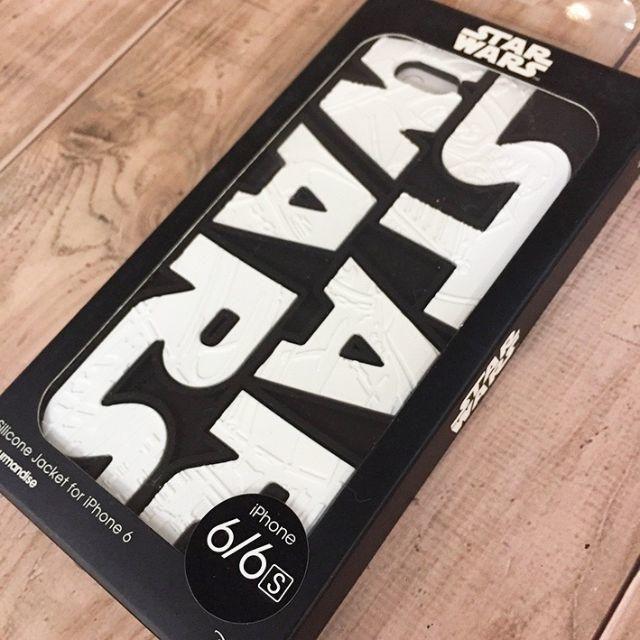 STAR
WARS
STAR
WARS
STAR
WARS
Silicone Jacket for iPhone 6
iPhone
6/6S